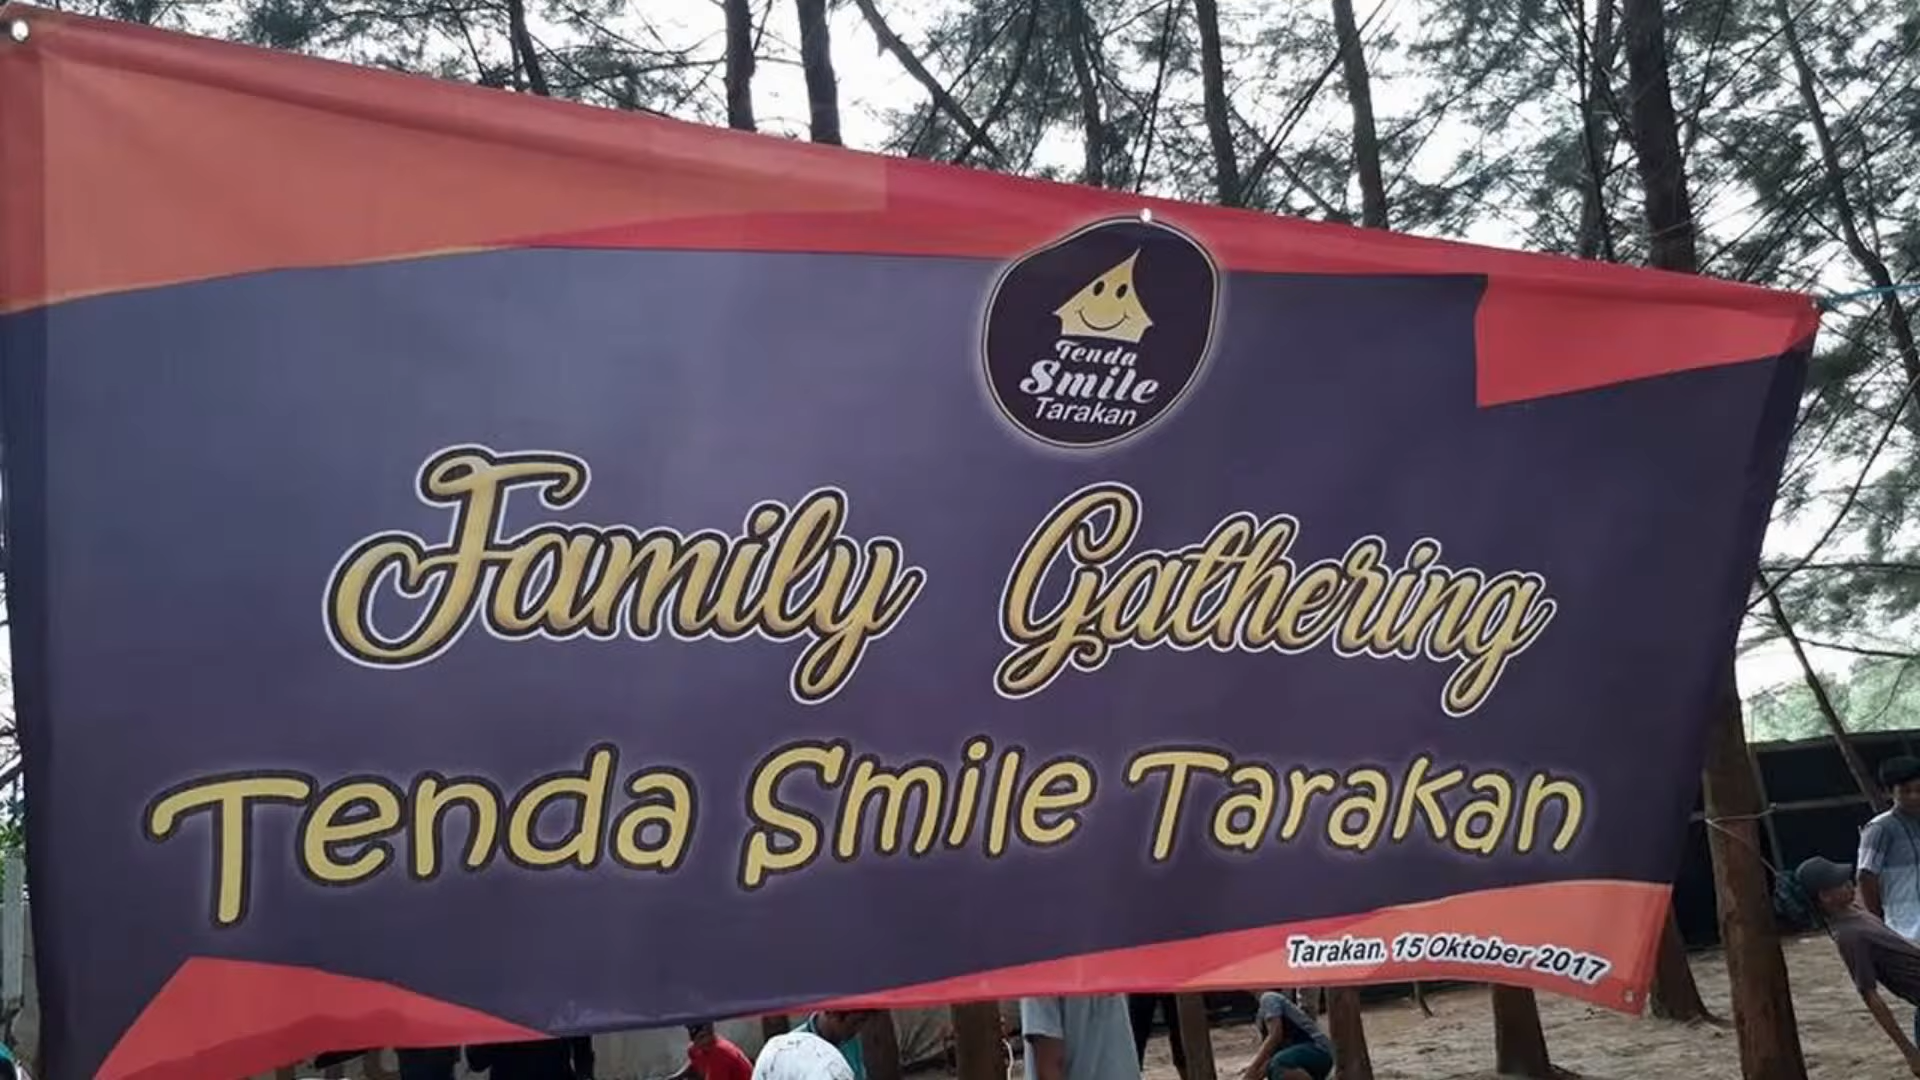 Tenda
Smile
Tarakan
Family Gathering
Tenda Smile Tarakan
Tarakan. 15 Oktober 2017